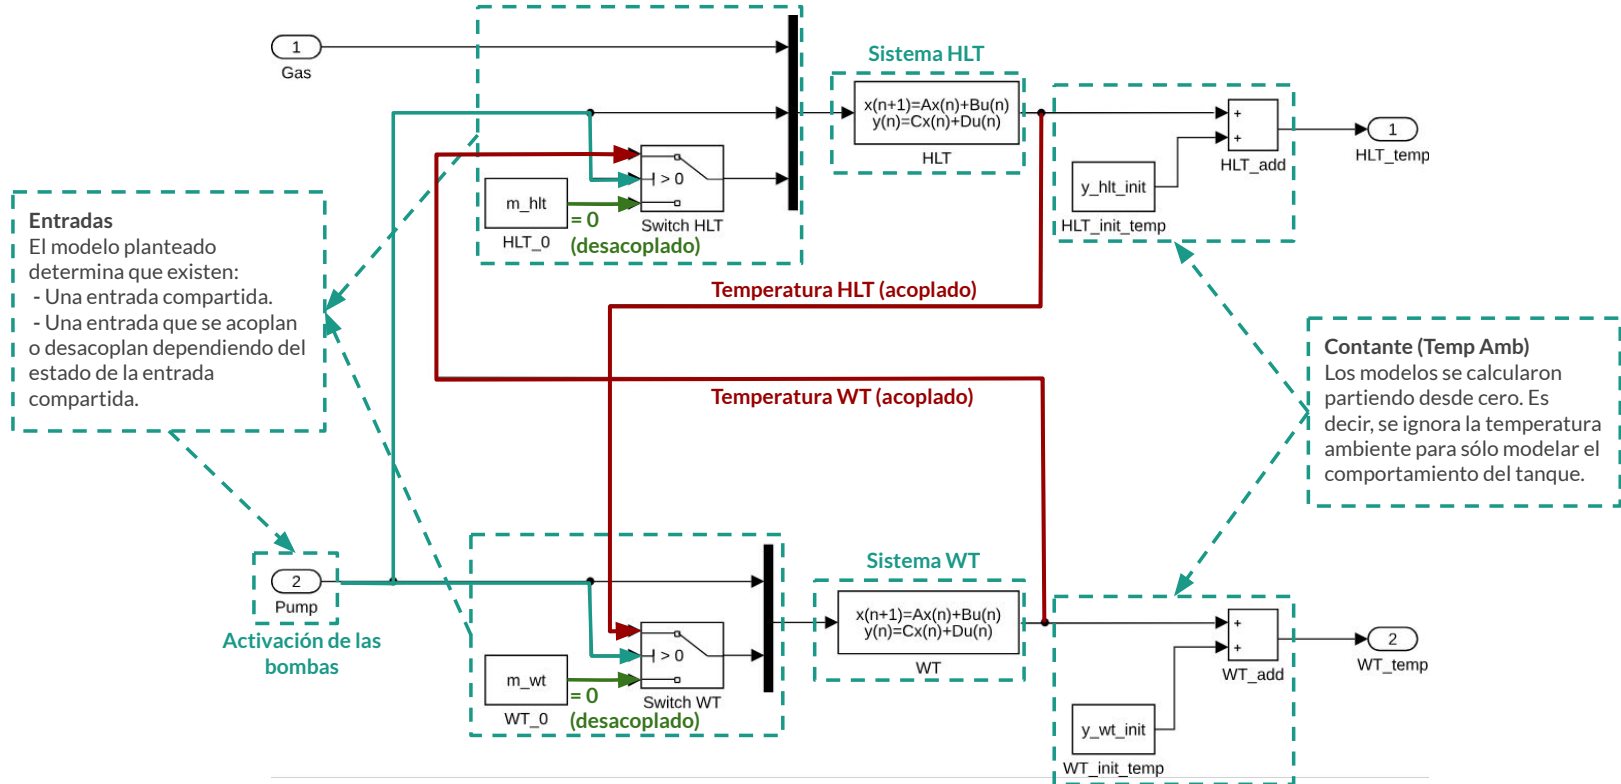 1
Gas
Sistema HLT
x(n+1)=Ax(n)+Bu(n)
y(n)=Cx(n)+Du(n)
HLT
+
+
HLT_add
1
HLT_temp
y_hlt_init
HLT_init_temp
> 0
Switch HLT
m_hlt
HLT_0
= 0
(desacoplado)
Entradas
El modelo planteado
determina que existen:
- Una entrada compartida.
- Una entrada que se acoplan
o desacoplan dependiendo del
estado de la entrada
compartida.
Temperatura HLT (acoplado)
Temperatura WT (acoplado)
Contante (Temp Amb)
Los modelos se calcularon
partiendo desde cero. Es
decir, se ignora la temperatura
ambiente para sólo modelar el
comportamiento del tanque.
2
Pump
Activación de las
bombas
Sistema WT
x(n+1)=Ax(n)+Bu(n)
y(n)=Cx(n)+Du(n)
WT
> 0
Switch WT
m_wt
WT_0
= 0
(desacoplado)
+
+
WT_add
2
WT_temp
y_wt_init
WT_init_temp